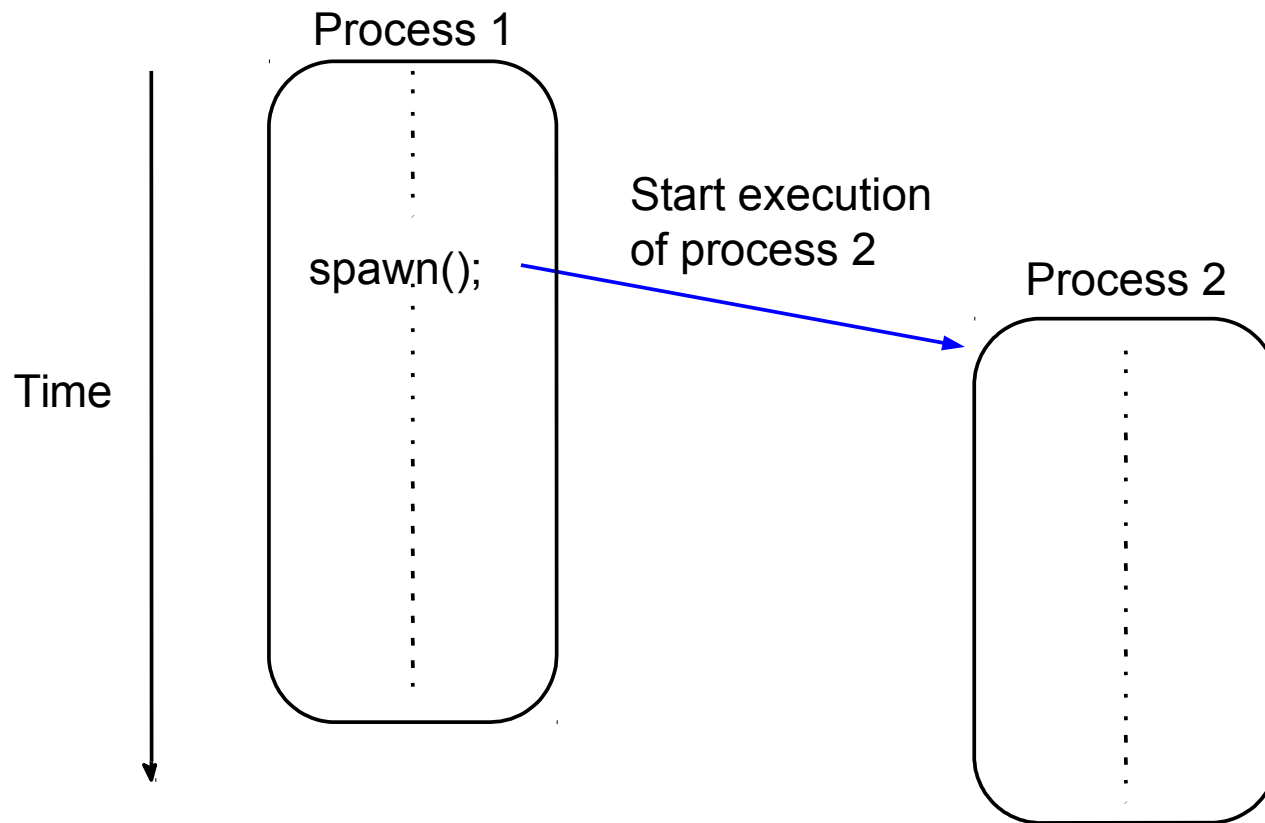 Process 1
Start execution
of process 2
spawn();
Process 2
Time